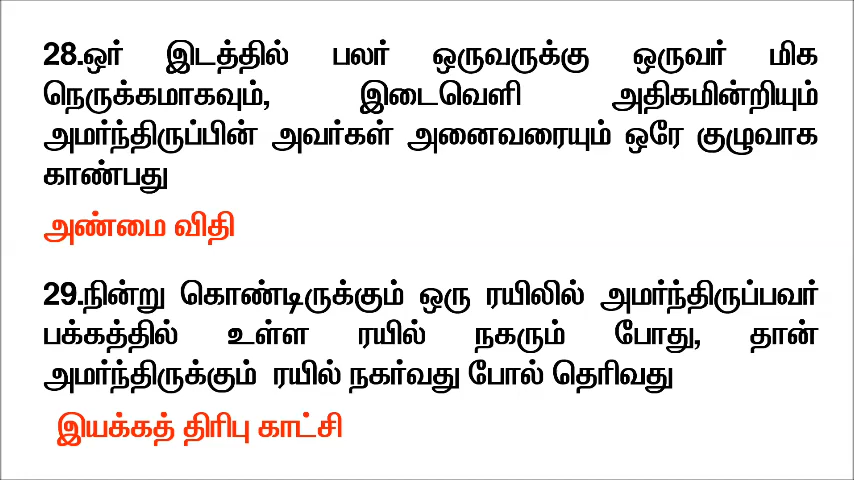 28.ஓர் இடத்தில் பலர் ஒருவருக்கு ஒருவர் மிக
நெருக்கமாகவும், இடைவெளி அதிகமின்றியும்
அமர்ந்திருப்பின் அவர்கள் அனைவரையும் ஒரே குழுவாக
காண்பது
அண்மை விதி
29.நின்று கொண்டிருக்கும் ஒரு ரயிலில் அமர்ந்திருப்பவர்
பக்கத்தில் உள்ள ரயில் நகரும் போது, தான்
அமர்ந்திருக்கும் ரயில் நகர்வது போல் தெரிவது
இயக்கத் திரிபு காட்சி